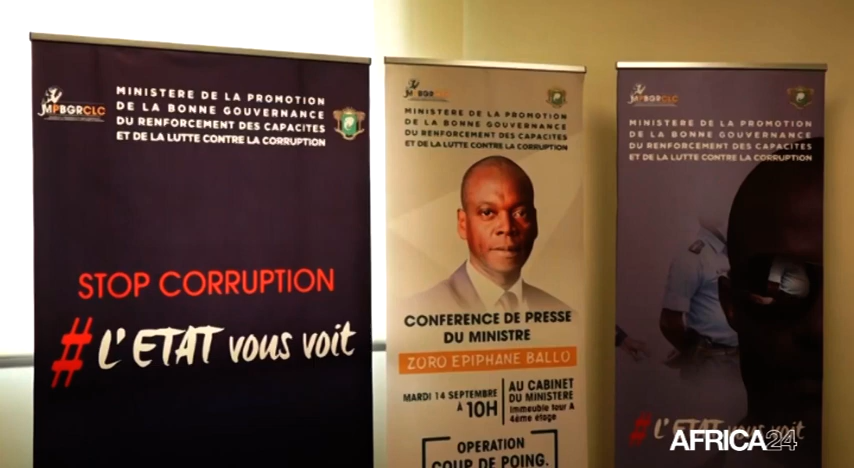 MPBGRCLC
MINISTERE DE LA PROMOTION
DE LA BONNE GOUVERNANCE
DU RENFORCEMENT DES CAPACITES
ET DE LA LUTTE CONTRE LA CORRUPTION
STOP CORRUPTION
# L'ETAT vous voit
MPBGRCLC
MINISTERE DE LA PROMOTION
DE LA BONNE GOUVERNANCE
DU RENFORCEMENT DES CAPACITES
ET DE LA LUTTE CONTRE LA CORRUPTION
CONFERENCE DE PRESSE
DU MINISTRE
ZORO EPIPHANE BALLO
MARDI 14 SEPTEMBRE
À 10H
AU CABINET
DU MINISTERE
Immeuble tour A
4ème étage
OPERATION
COUP DE POING.
MPBGRCLC
MINISTERE DE LA PROMOTION
DE LA BONNE GOUVERNANCE
DU RENFORCEMENT DES CAPACITES
ET DE LA LUTTE CONTRE LA CORRUPTION
# L'ETAT vous voit
AFRICA24